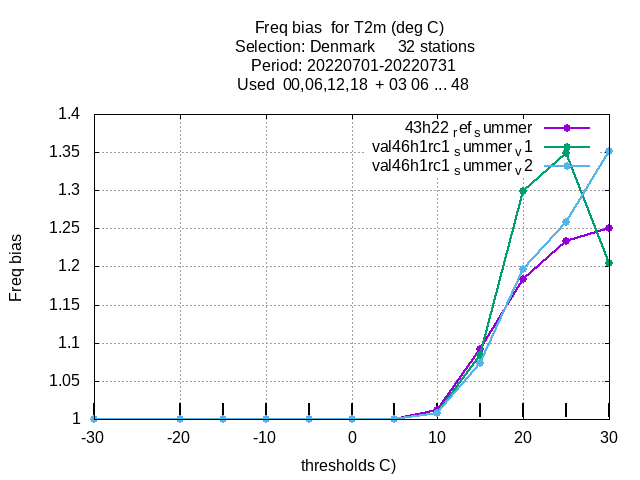 Freq bias  for T2m (deg C)
Selection: Denmark     32 stations
Period: 20220701-20220731
Used  00,06,12,18  + 03 06 ... 48
43h22 ref summer
val46h1rc1 summer v1
val46h1rc1 summer v2
1.4
1.35
1.3
1.25
1.2
1.15
1.1
1.05
1
Freq bias
-30 -20 -10 0 10 20 30
thresholds C)